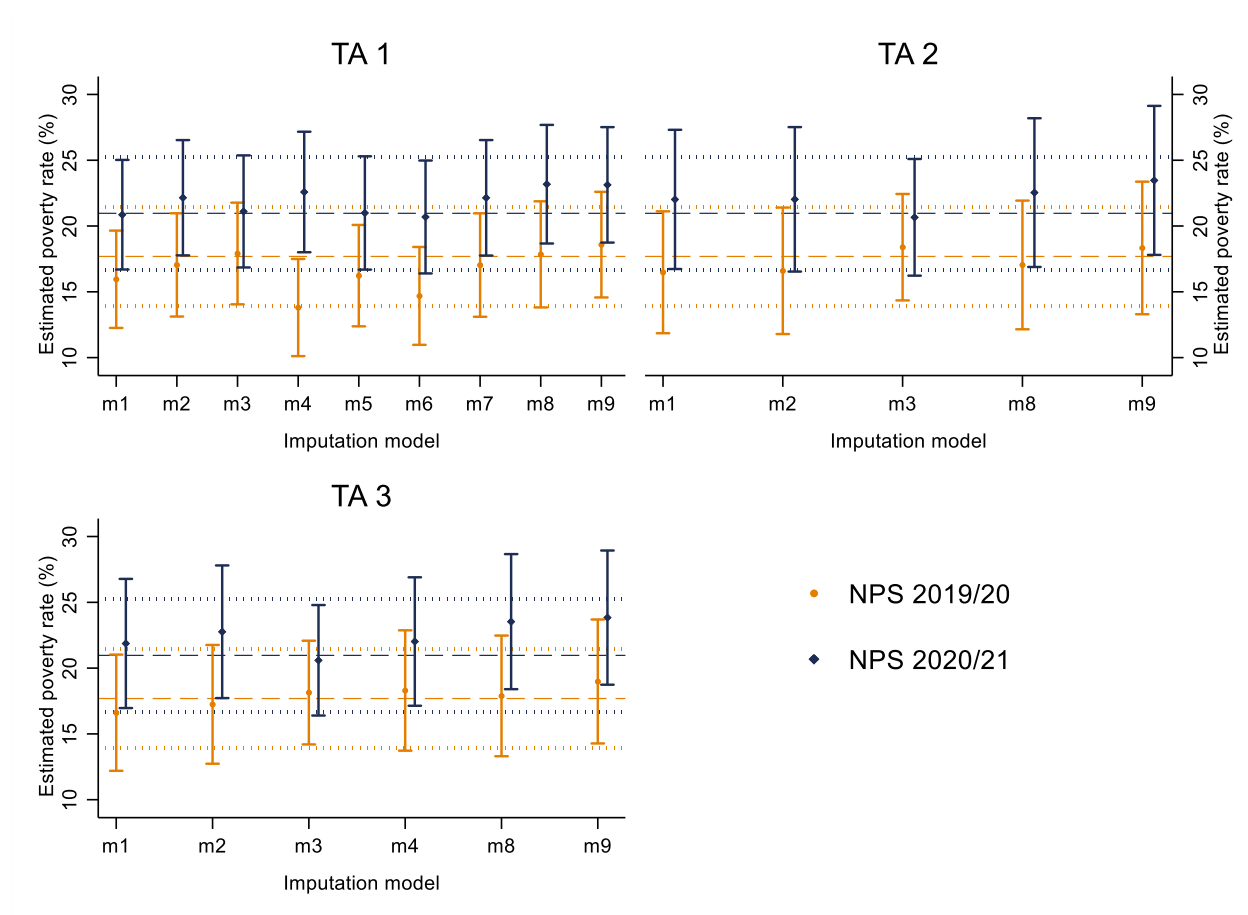 TA 1
Estimated poverty rate (%)
30
25
20
15
10
m1 m2 m3 m4 m5 m6 m7 m8 m9
Imputation model
TA 2
Estimated poverty rate (%)
30
25
20
15
10
m1 m2 m3 m8 m9
Imputation model
TA 3
Estimated poverty rate (%)
30
25
20
15
10
m1 m2 m3 m4 m8 m9
Imputation model
NPS 2019/20
NPS 2020/21